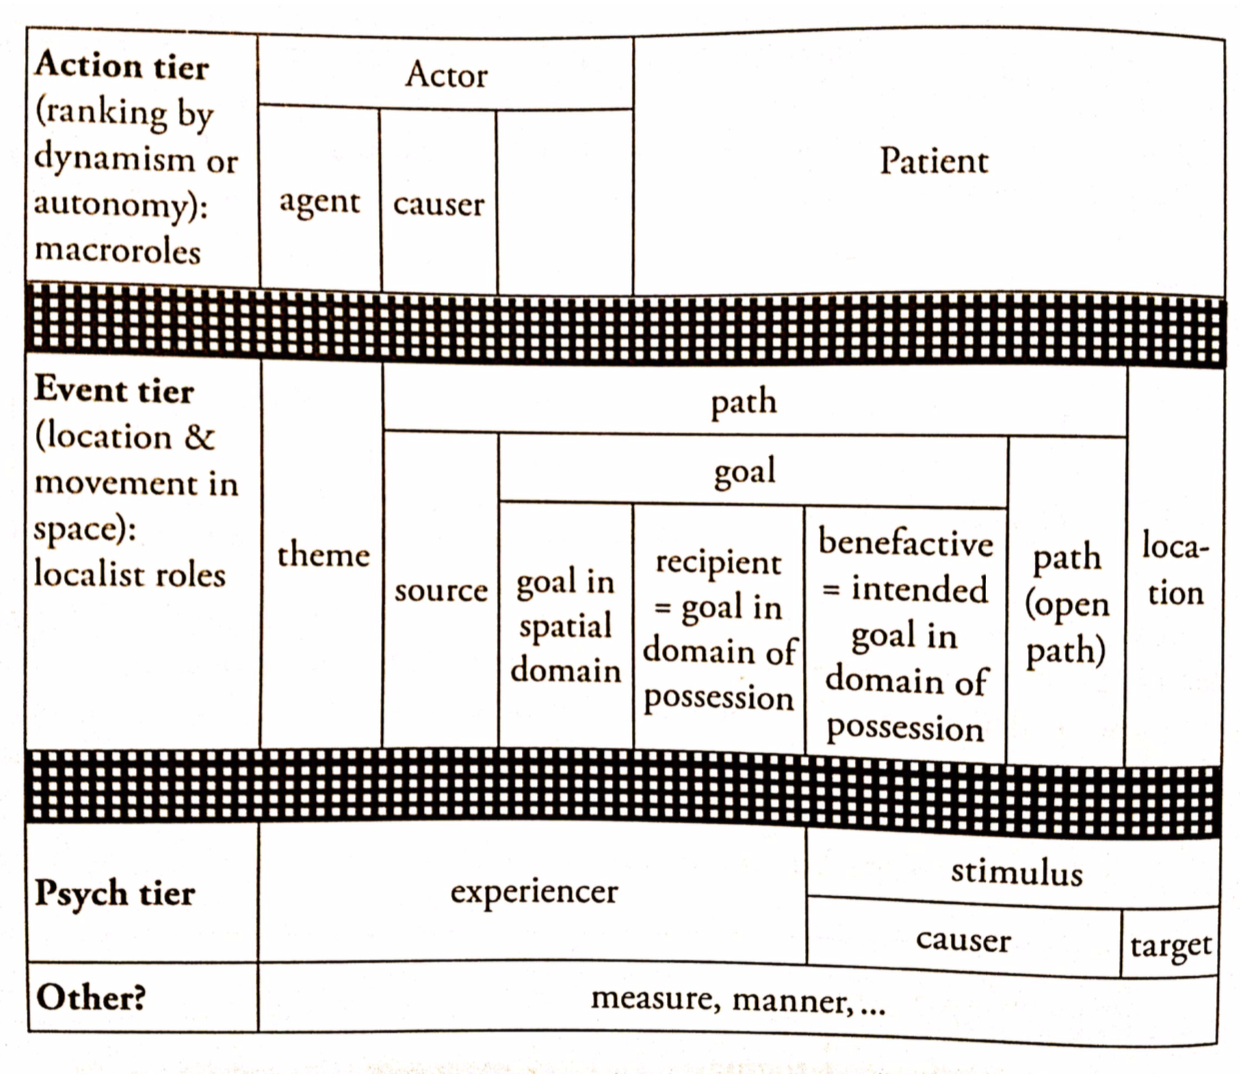 Action tier
(ranking by
dynamism or
autonomy):
macroroles
Actor
agent
causer
Patient
Event tier
(location &
movement in
space):
localist roles
theme
path
source
goal
goal in
spatial
domain
recipient
= goal in
domain of
possession
benefactive
= intended
goal in
domain of
possession
path
(open
path)
loca-
tion
Psych tier
experiencer
stimulus
causer
target
Other?
measure, manner, ...